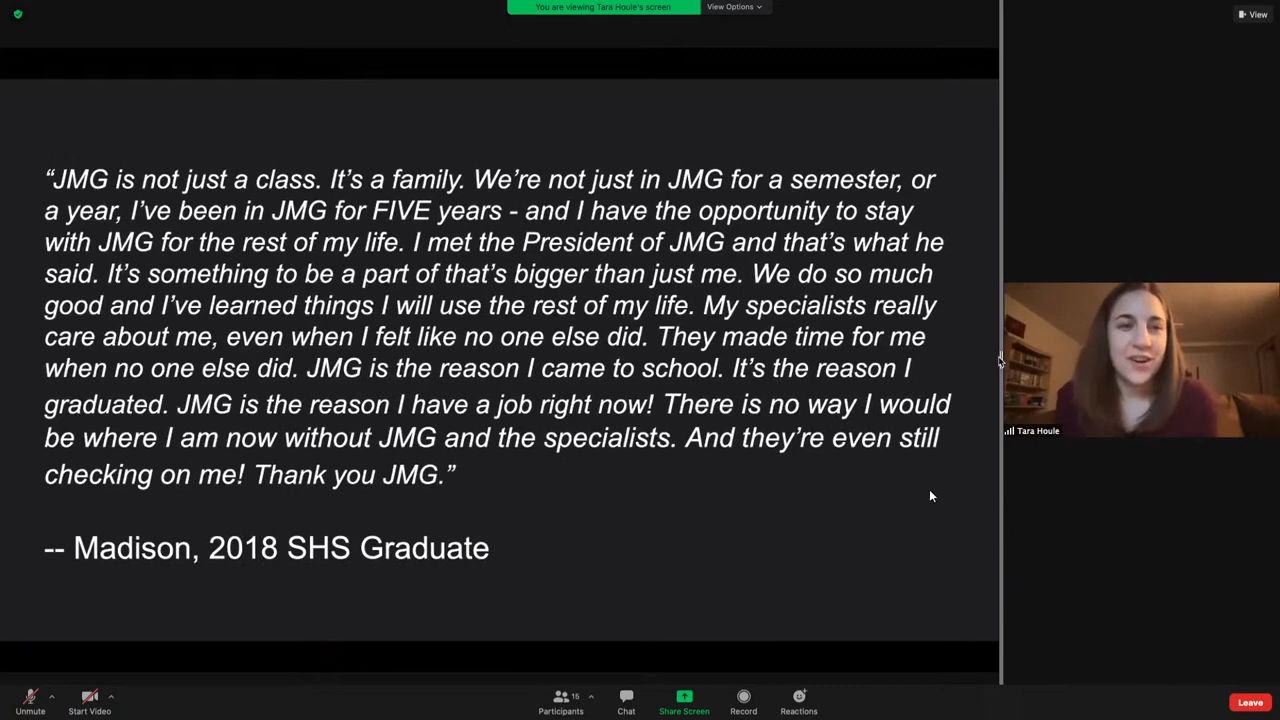 You are viewing Tara Houle's screen
View Options
View
“JMG is not just a class. It’s a family. We’re not just in JMG for a semester, or
a year, I’ve been in JMG for FIVE years - and I have the opportunity to stay
with JMG for the rest of my life. I met the President of JMG and that’s what he
said. It’s something to be a part of that’s bigger than just me. We do so much
good and I’ve learned things I will use the rest of my life. My specialists really
care about me, even when I felt like no one else did. They made time for me
when no one else did. JMG is the reason I came to school. It’s the reason I
graduated. JMG is the reason I have a job right now! There is no way I would
be where I am now without JMG and the specialists. And they’re even still
checking on me! Thank you JMG.”
-- Madison, 2018 SHS Graduate
Tara Houle
Unmute
Start Video
15
Participants
Chat
Share Screen
Record
Reactions
Leave